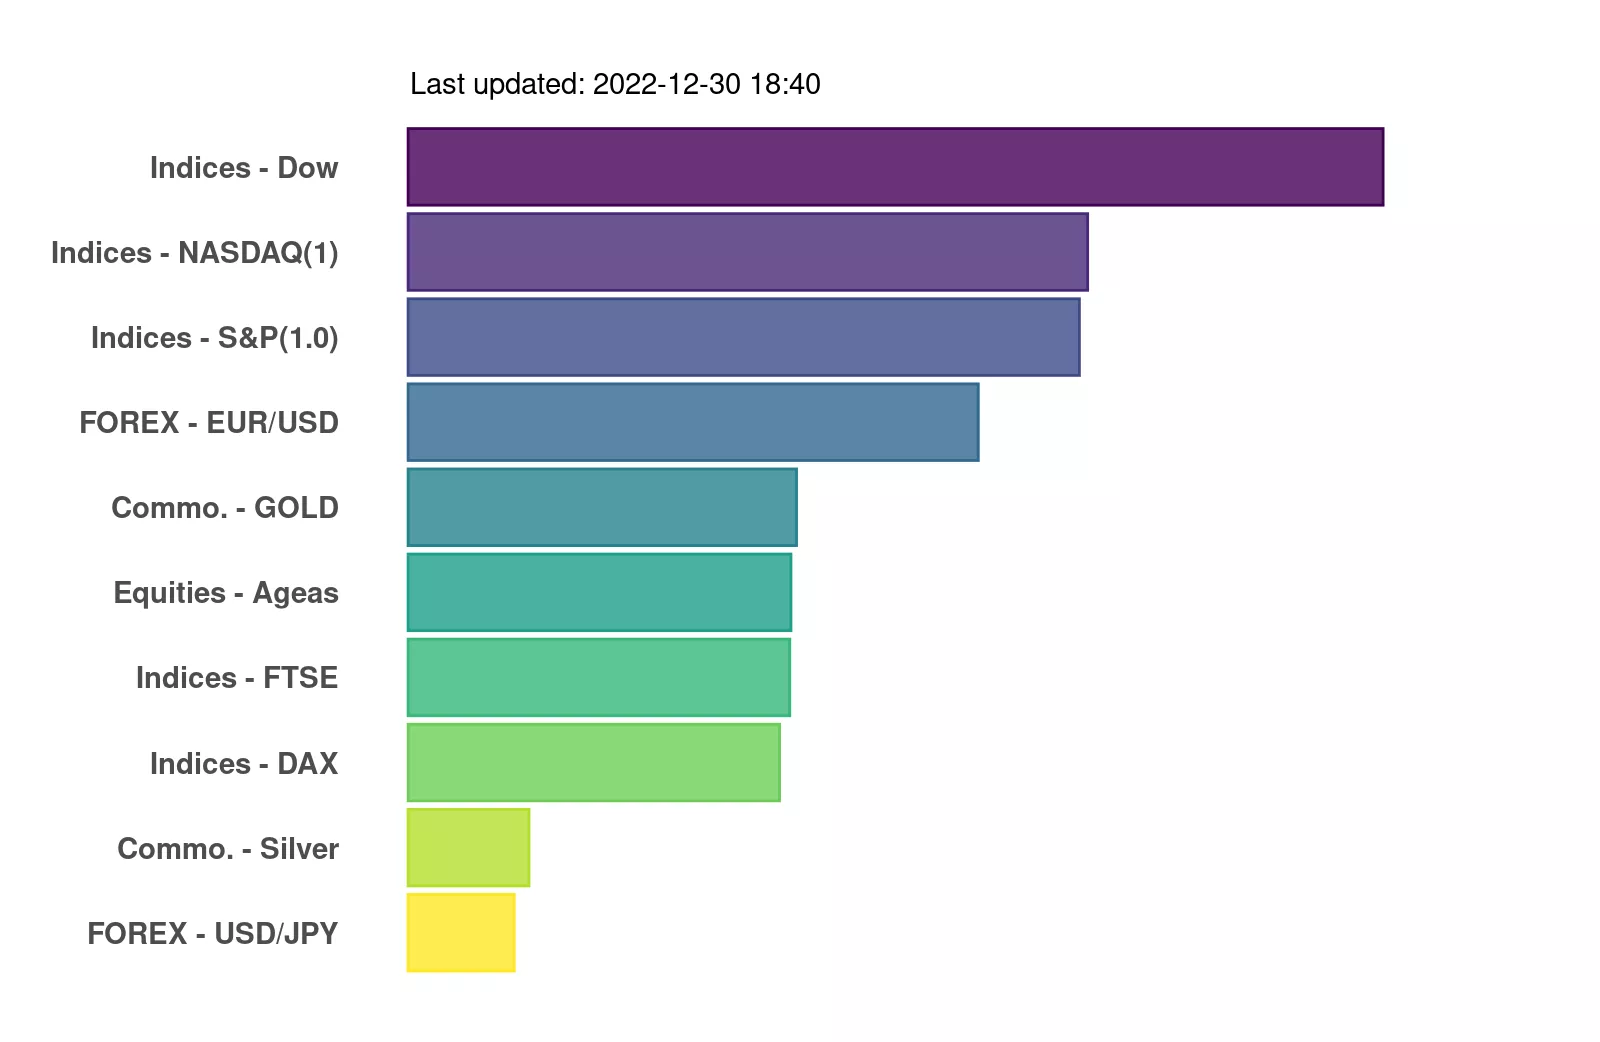 Last updated: 2022-12-30 18:40
Indices - Dow
Indices - NASDAQ(1)
Indices - S&P(1.0)
FOREX - EUR/USD
Commo. - GOLD
Equities - Ageas
Indices - FTSE
Indices - DAX
Commo. - Silver
FOREX - USD/JPY